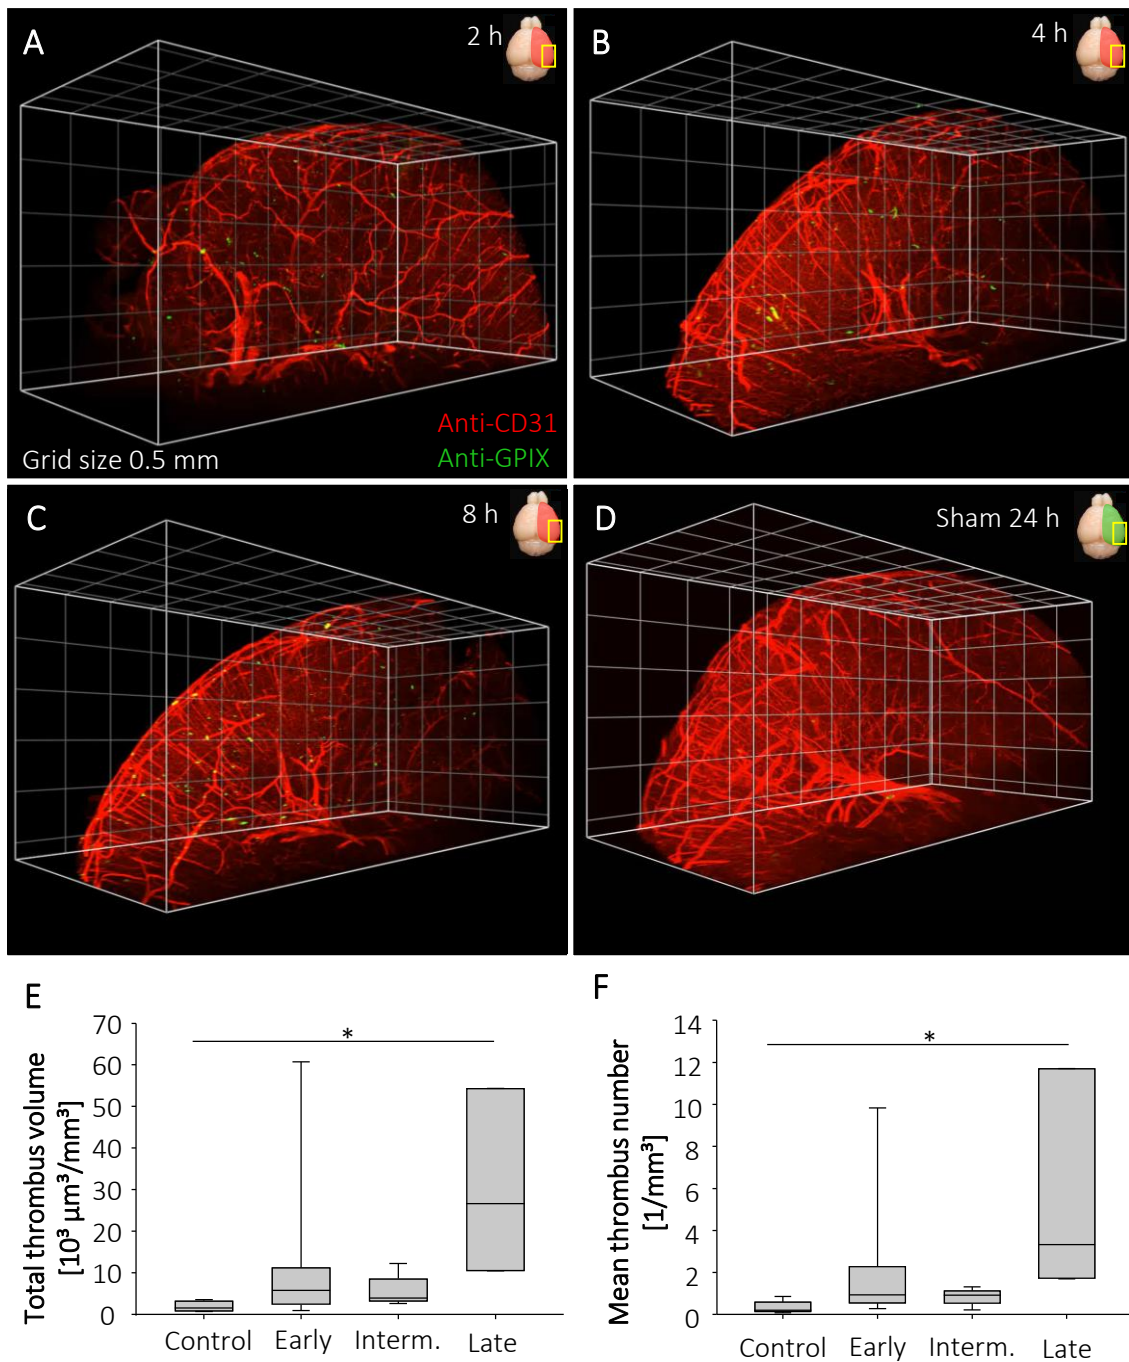 A
2 h
Anti-CD31
Anti-GPIX
Grid size 0.5 mm
B
4 h
C
8 h
D
Sham 24 h
E
Total thrombus volume
[10³ µm³/mm³]
70
60
50
40
30
20
10
0
*
Control Early Interm. Late
F
Mean thrombus number
[1/mm³]
14
12
10
8
6
4
2
0
*
Control Early Interm. Late